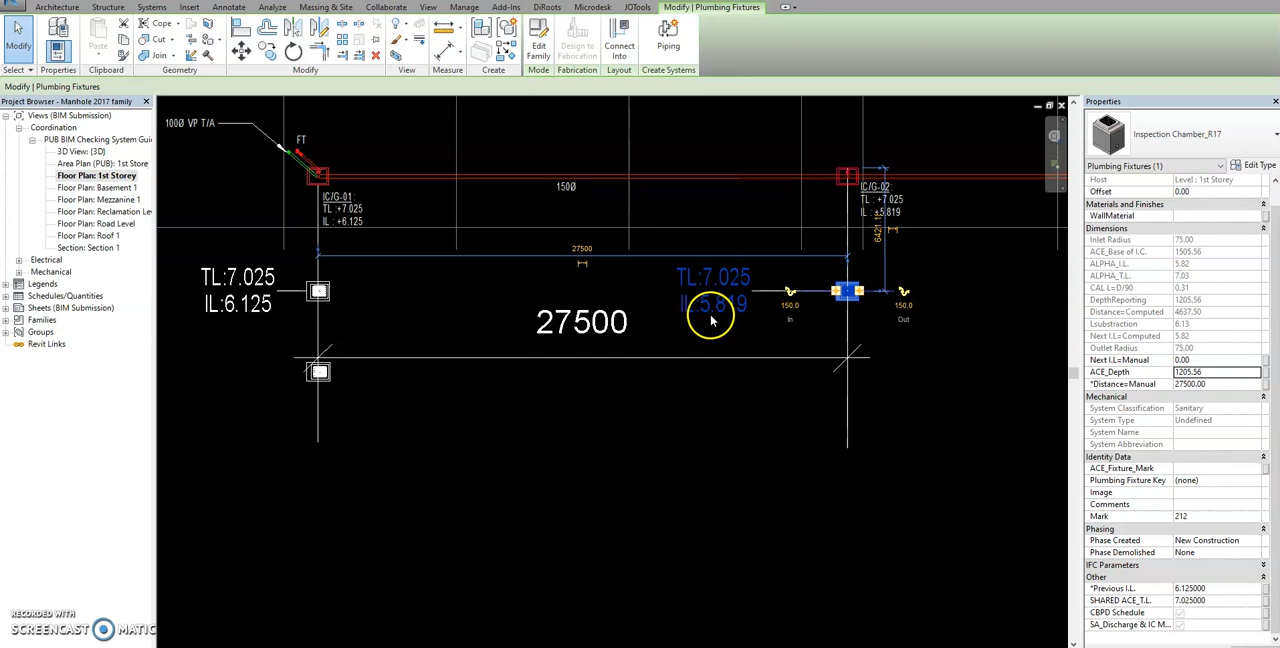 Architecture Structure Systems Insert Annotate Analyze Massing & Site Collaborate View Manage Add-Ins DiRoots Microdesk JOTools Modify | Plumbing Fixtures
Modify
Paste
Cope
Cut
Join
Edit Family
Design to Fabrication
Connect Into
Piping
Select Properties Clipboard Geometry Modify View Measure Create Mode Fabrication Layout Create Systems
Modify | Plumbing Fixtures
Project Browser - Manhole 2017 family
Views (BIM Submission)
Coordination
PUB BIM Checking System Guid
3D View: {3D}
Area Plan (PUB): 1st Store
Floor Plan: 1st Storey
Floor Plan: Basement 1
Floor Plan: Mezzanine 1
Floor Plan: Reclamation Le
Floor Plan: Road Level
Floor Plan: Roof 1
Section: Section 1
Electrical
Mechanical
Legends
Schedules/Quantities
Sheets (BIM Submission)
Families
Groups
Revit Links
100Ø VP T/A
FT
150Ø
IC/G-01 :
TL :+7.025
IL : +6.125
IC/G-02 :
TL : +7.025
IL : +5.819
27500
TL:7.025
IL:6.125
TL:7.025
IL:5.819
150.0
In
150.0
Out
27500
Properties
Inspection Chamber_R17
Plumbing Fixtures (1)
Edit Type
Host Level : 1st Storey
Offset 0.00
Materials and Finishes
WallMaterial
Dimensions
Inlet Radius 75.00
ACE_Base of I.C. 1505.56
ALPHA_I.L. 5.82
ALPHA_T.L. 7.03
CAL L=D/90 0.31
DepthReporting 1205.56
Distance=Computed 4637.50
Lsubstraction 6.13
Next I.L=Computed 5.82
Outlet Radius 75.00
Next I.L=Manual 0.00
ACE_Depth 1205.56
*Distance=Manual 27500.00
Mechanical
System Classification Sanitary
System Type Undefined
System Name
System Abbreviation
Identity Data
ACE_Fixture_Mark
Plumbing Fixture Key (none)
Image
Comments
Mark 212
Phasing
Phase Created New Construction
Phase Demolished None
IFC Parameters
Other
*Previous I.L. 6.125000
SHARED ACE_T.L. 7.025000
CBPD Schedule
SA_Discharge & IC M...
RECORDED WITH
SCREENCAST MATIC